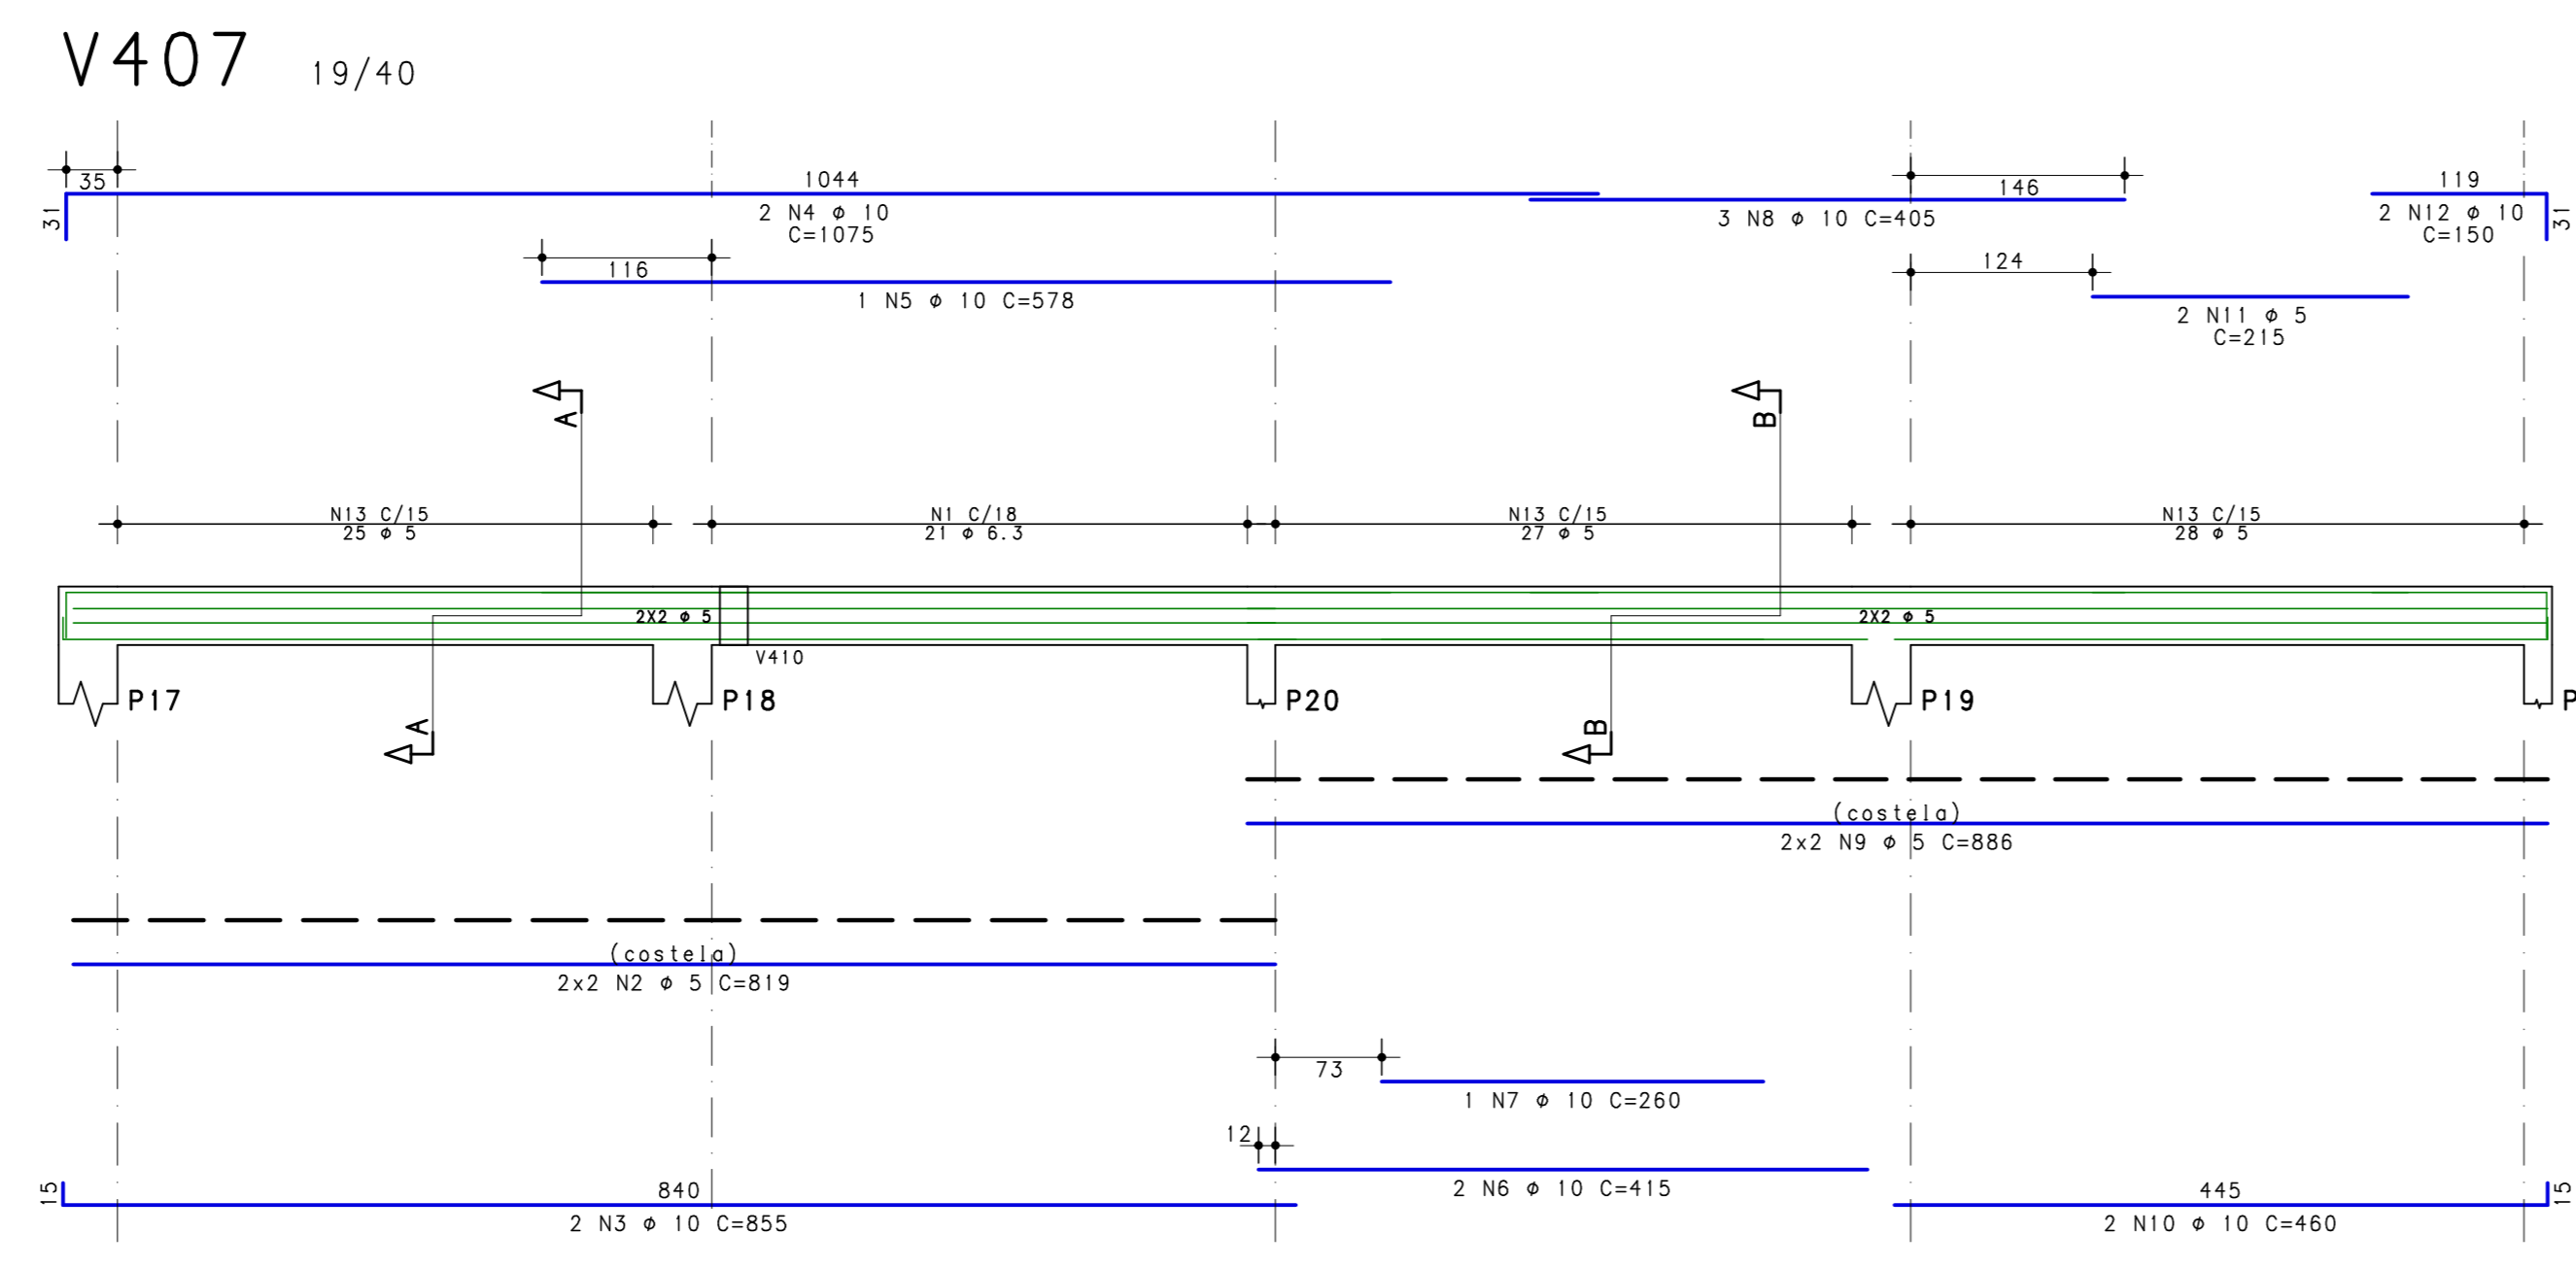 V407 19/40
35 1044 146 119
31 2 N4 ø 10 3 N8 ø 10 C=405 2 N12 ø 10 31
C=1075 C=150
116 124
1 N5 ø 10 C=578 2 N11 ø 5
C=215
A B
N13 C/15 N1 C/18 N13 C/15 N13 C/15
25 ø 5 21 ø 6.3 27 ø 5 28 ø 5
2X2 ø 5 2X2 ø 5
V410
P17 P18 P20 P19 P
A B
(costela)
2x2 N9 ø 5 C=886
(costela)
2x2 N2 ø 5 C=819
73
1 N7 ø 10 C=260
12
2 N6 ø 10 C=415
15 840 445 15
2 N3 ø 10 C=855 2 N10 ø 10 C=460